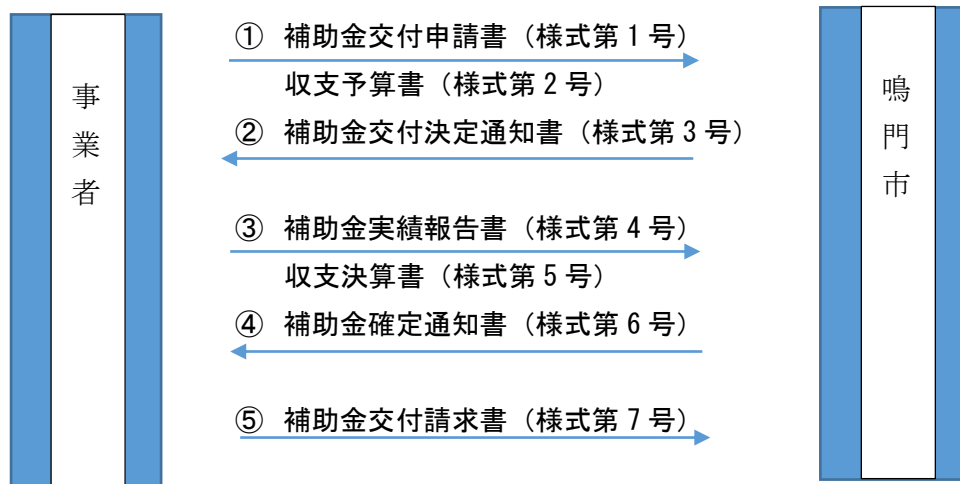 事業者
① 補助金交付申請書（様式第１号）
収支予算書（様式第２号）
② 補助金交付決定通知書（様式第３号）
③ 補助金実績報告書（様式第４号）
収支決算書（様式第５号）
④ 補助金確定通知書（様式第６号）
⑤ 補助金交付請求書（様式第７号）
鳴門市